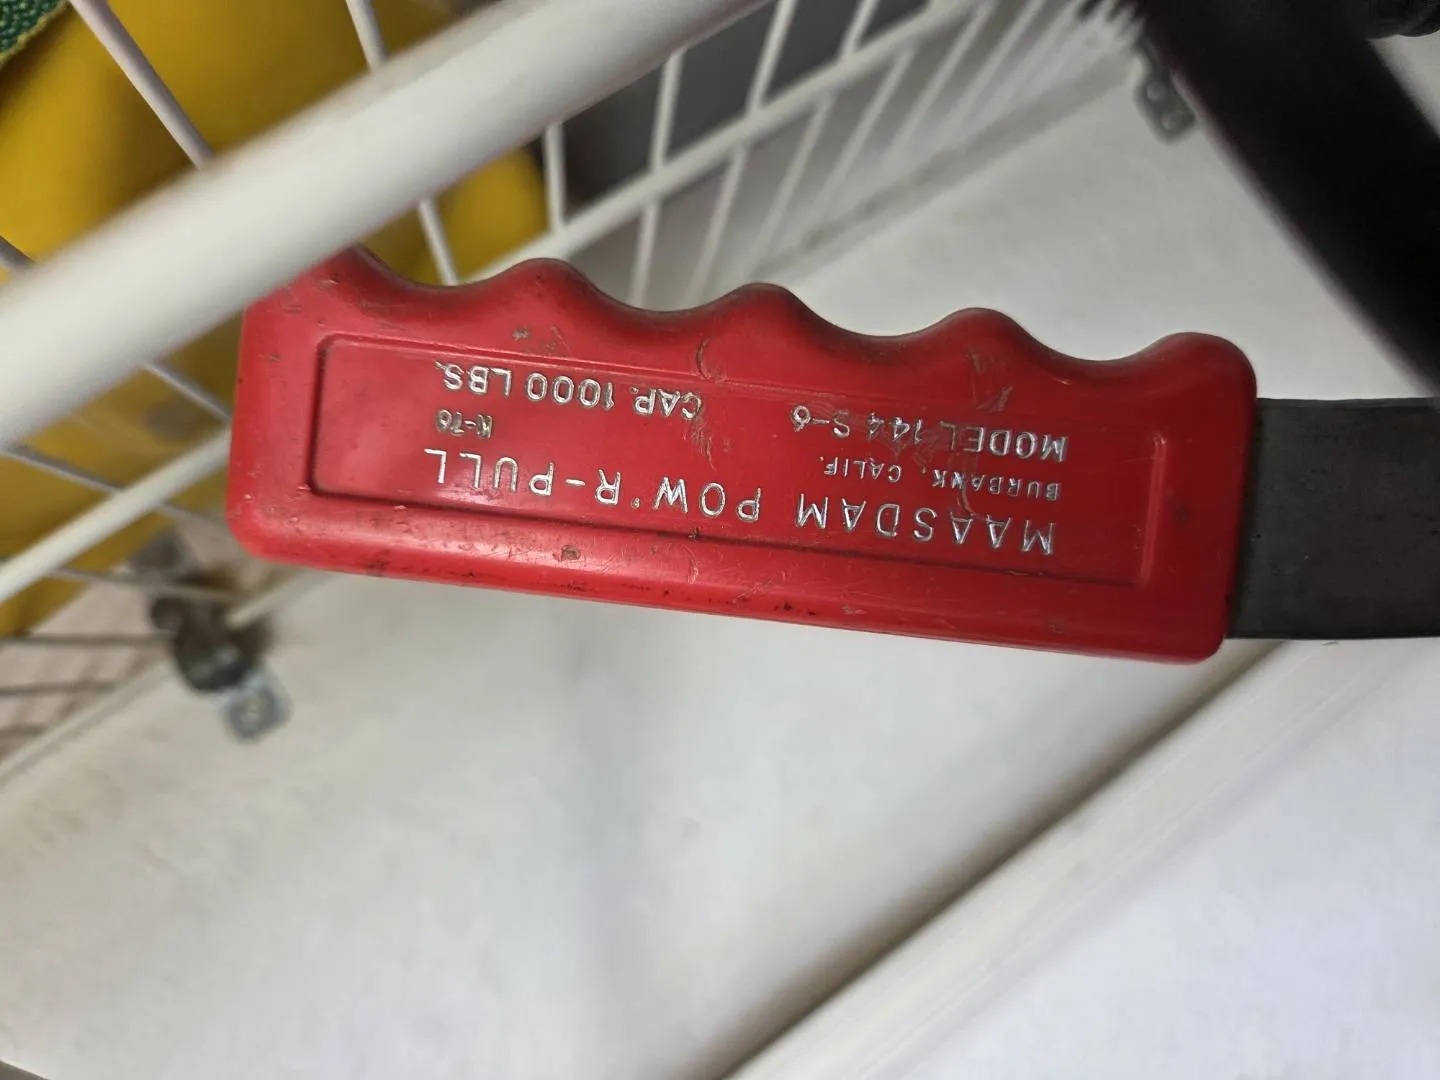 MAASDAM POW'R-PULL
BURBANK, CALIF.
MODEL 144 S-6 CAP. 1000 LBS.